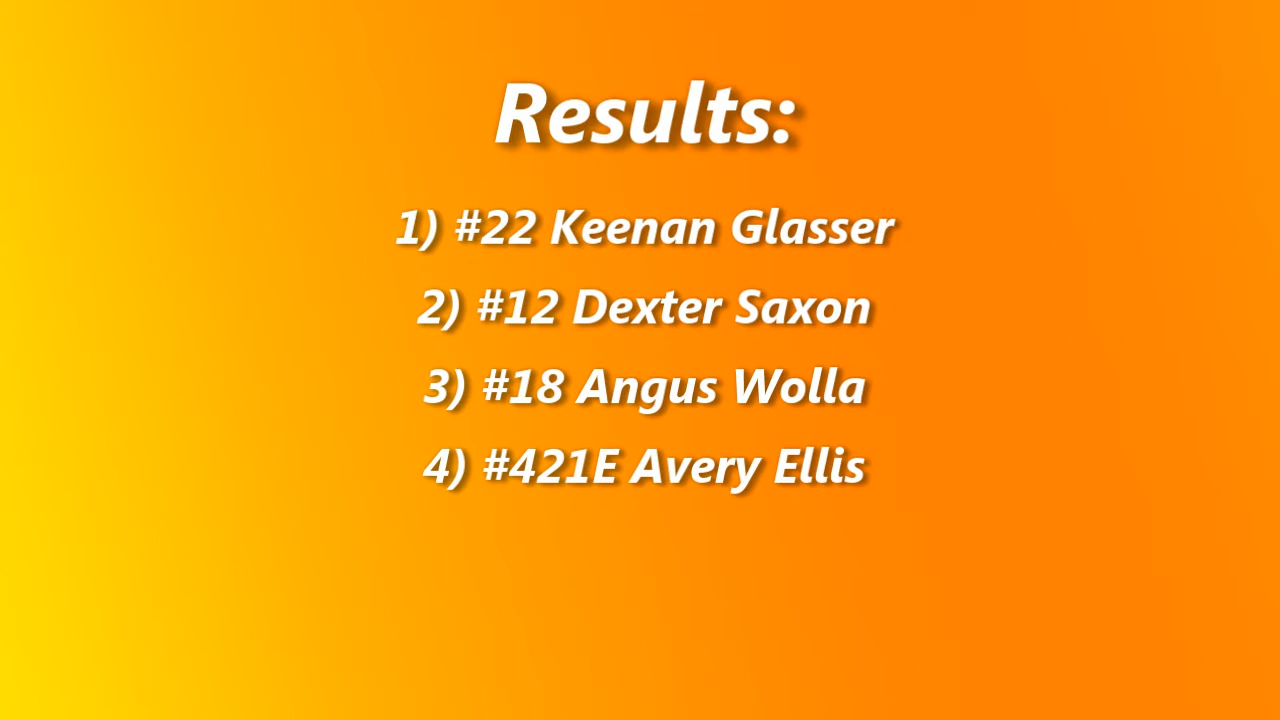 Results:
1) #22 Keenan Glasser
2) #12 Dexter Saxon
3) #18 Angus Wolla
4) #421E Avery Ellis